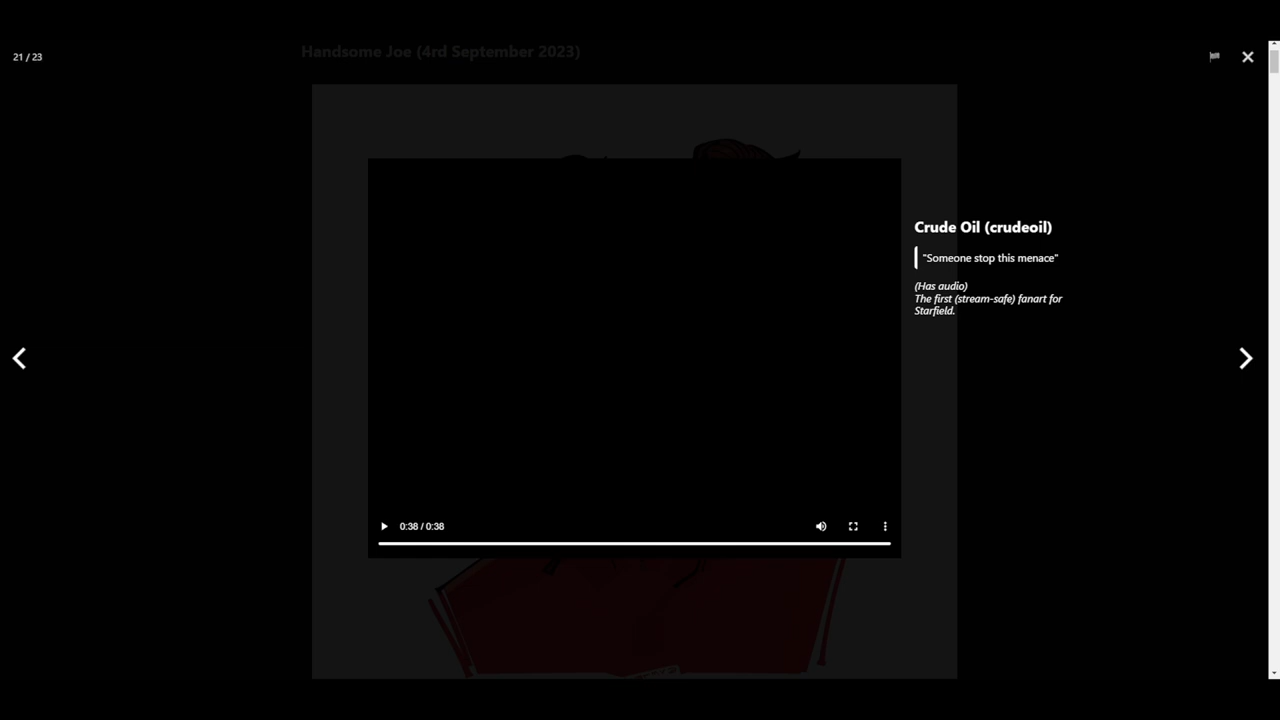 Handsome Joe (4rd September 2023)
21 / 23
Crude Oil (crudeoil)
"Someone stop this menace"
(Has audio)
The first (stream-safe) fanart for
Starfield.
0:38 / 0:38